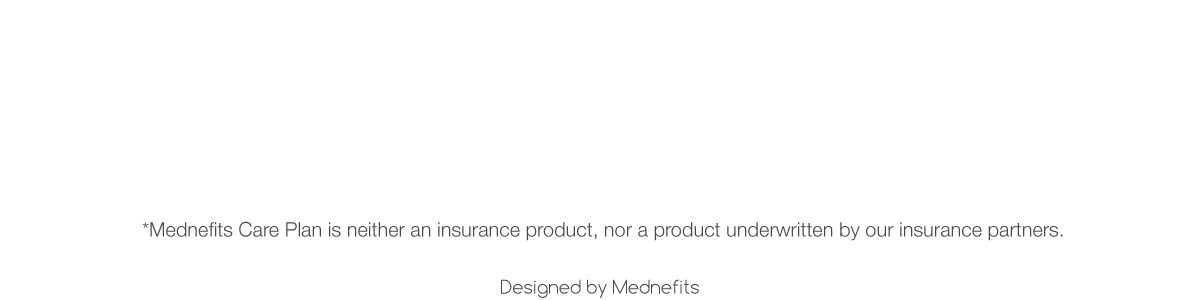 *Mednefits Care Plan is neither an insurance product, nor a product underwritten by our insurance partners.
Designed by Mednefits